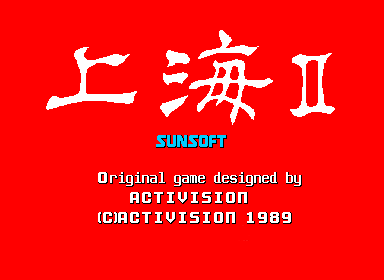 上海Ⅱ
SUNSOFT
Original game designed by
ACTIVISION
(C)ACTIVISION 1989